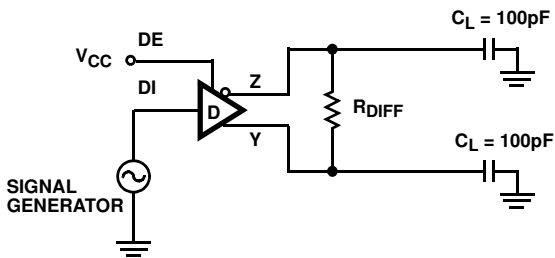 C_L = 100pF
DE
V_CC
Z
DI
D
R_DIFF
Y
C_L = 100pF
SIGNAL
GENERATOR